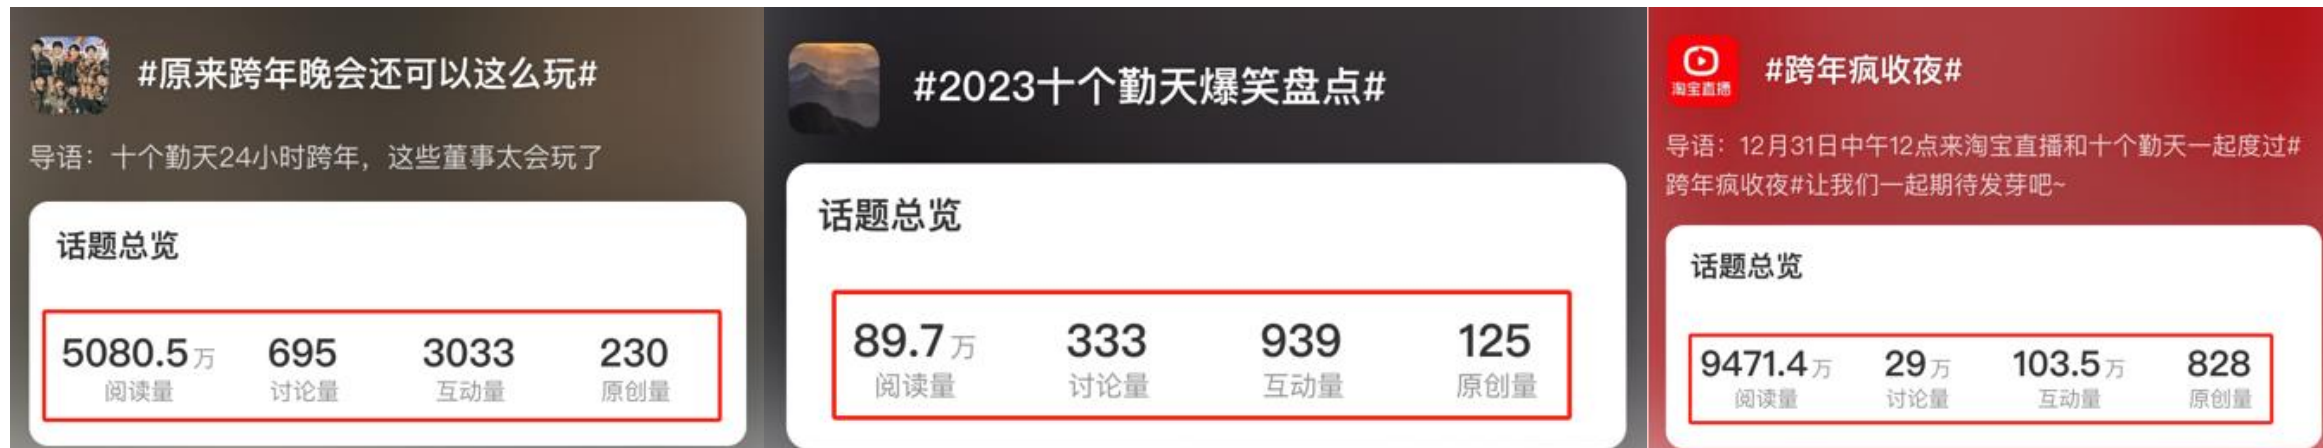 #原来跨年晚会还可以这么玩#
导语：十个勤天24小时跨年，这些董事太会玩了
话题总览
5080.5万 695 3033 230
阅读量 讨论量 互动量 原创量
#2023十个勤天爆笑盘点#
话题总览
89.7万 333 939 125
阅读量 讨论量 互动量 原创量
淘宝直播
#跨年疯收夜#
导语：12月31日中午12点来淘宝直播和十个勤天一起度过#
跨年疯收夜#让我们一起期待发芽吧~
话题总览
9471.4万 29万 103.5万 828
阅读量 讨论量 互动量 原创量